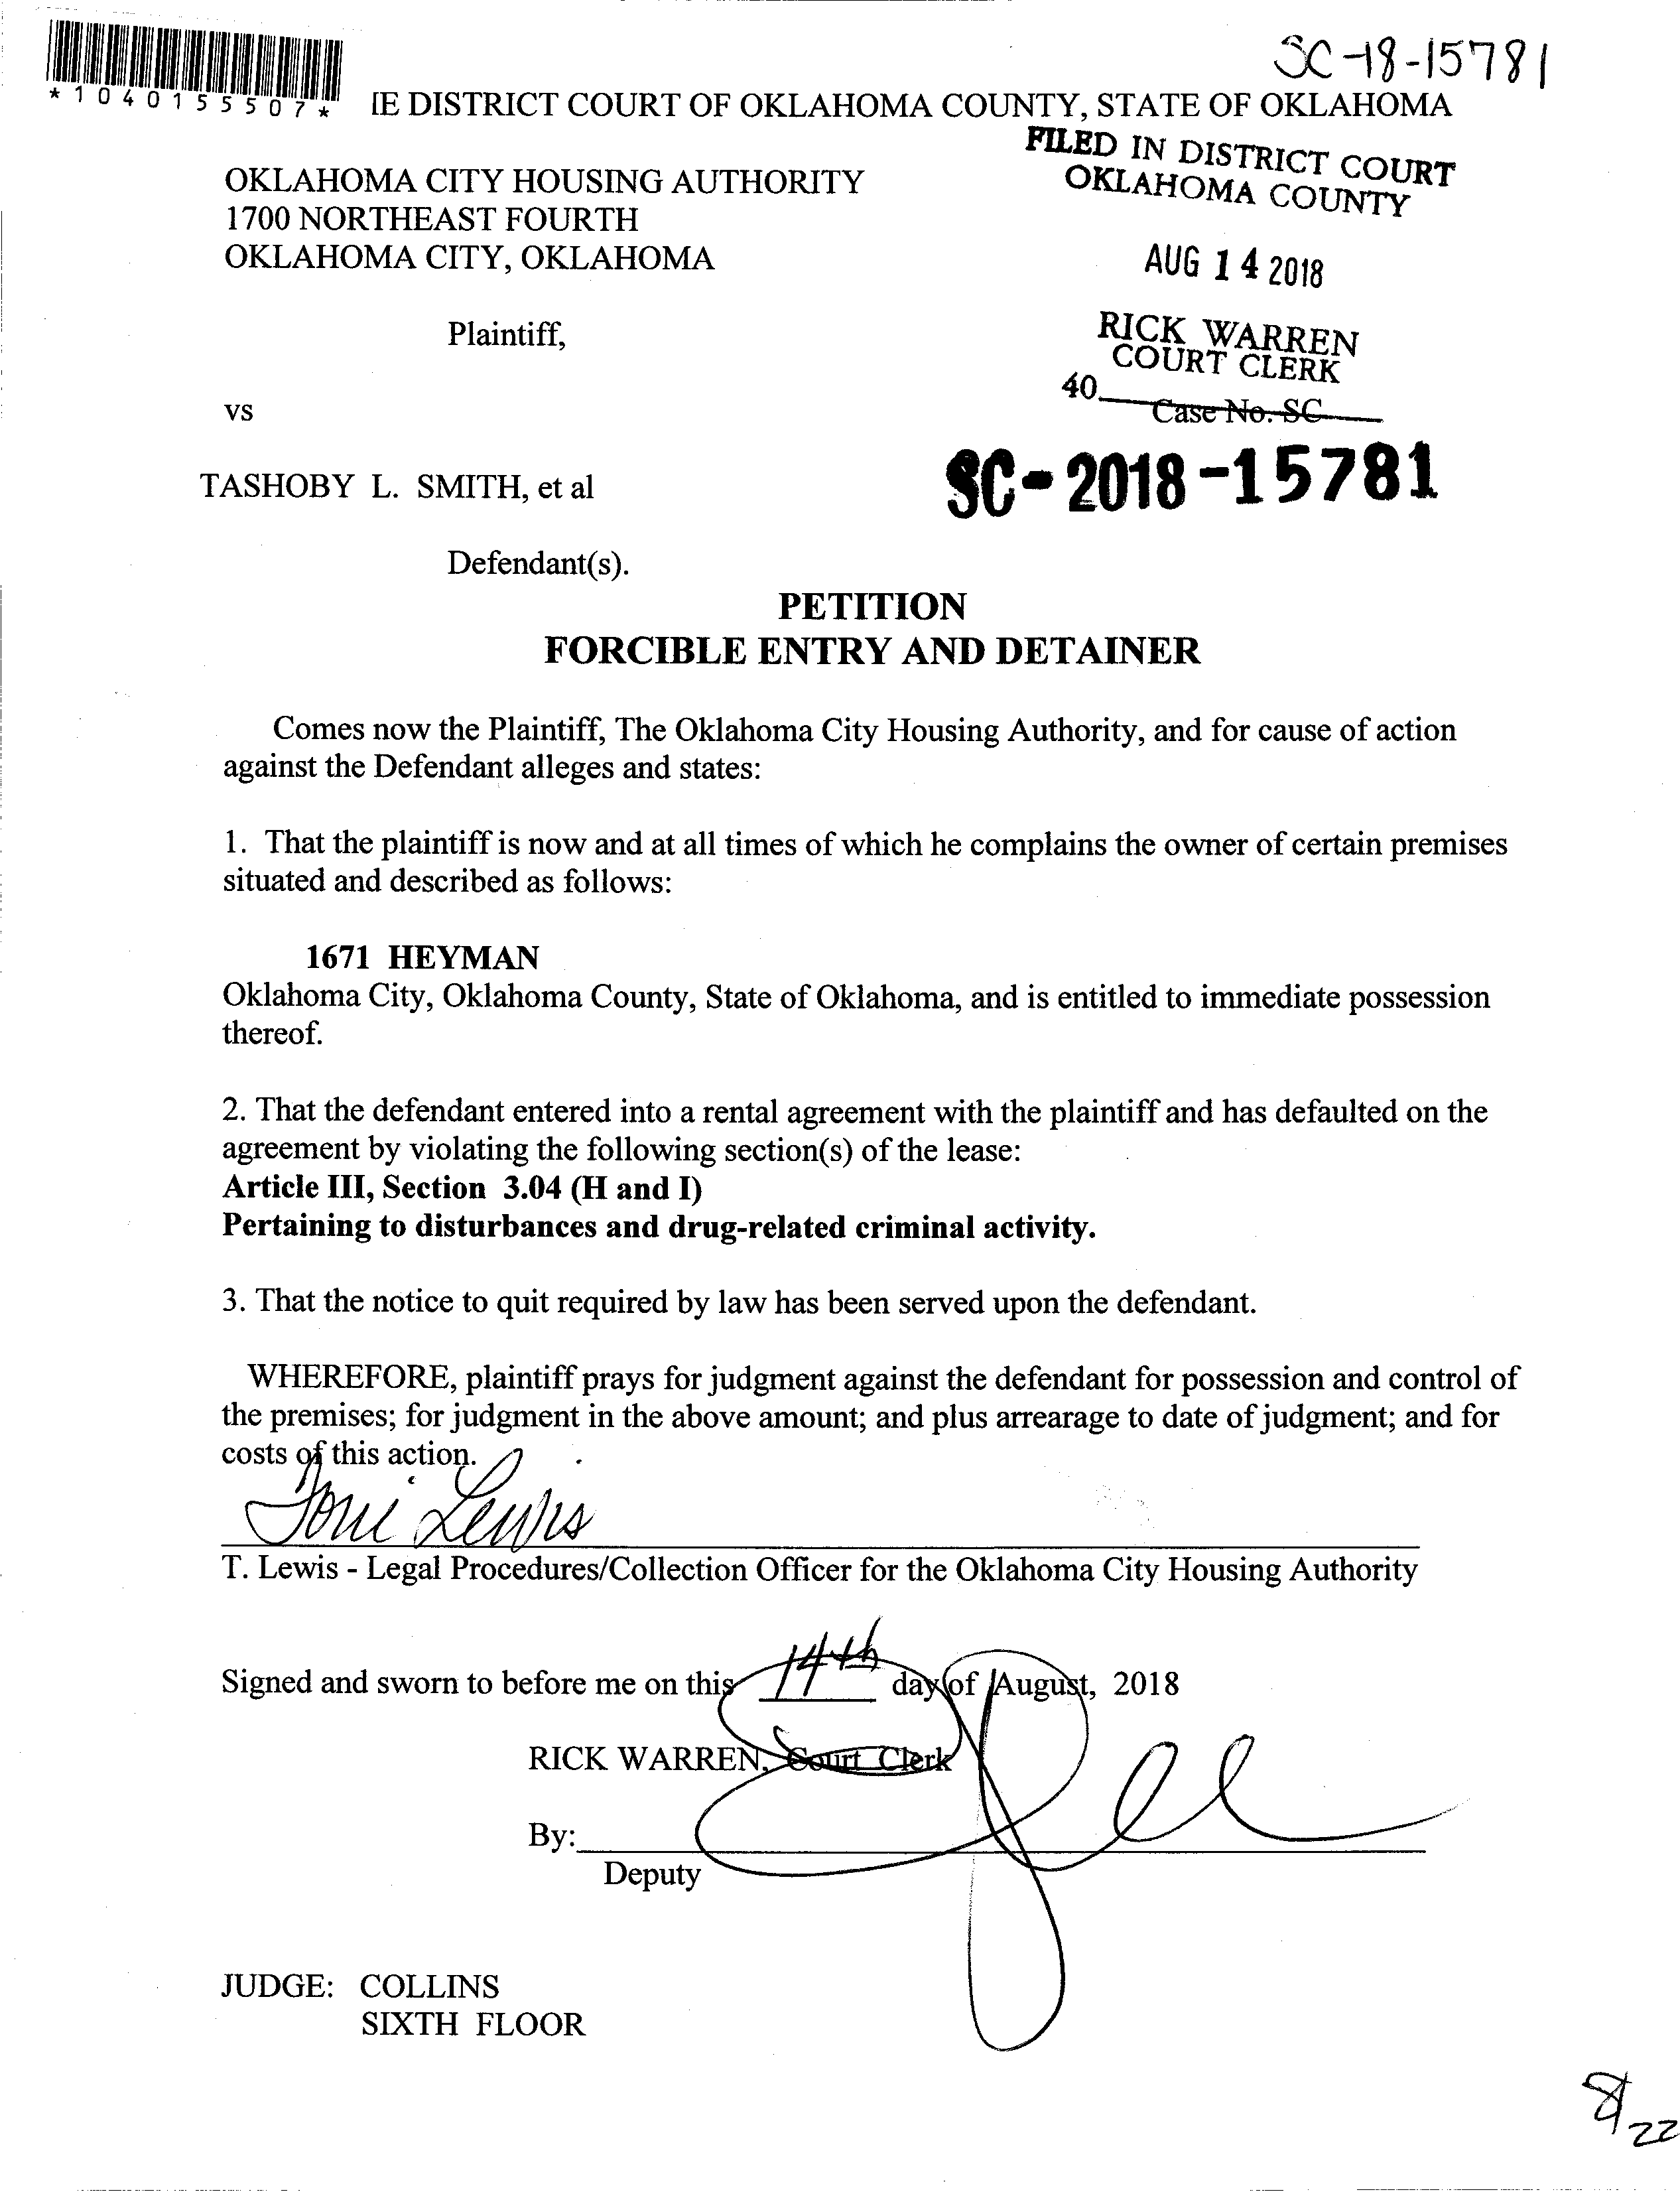 SC-18-15781
*1040155507*
IE DISTRICT COURT OF OKLAHOMA COUNTY, STATE OF OKLAHOMA
FILED IN DISTRICT COURT
OKLAHOMA COUNTY
OKLAHOMA CITY HOUSING AUTHORITY
1700 NORTHEAST FOURTH
OKLAHOMA CITY, OKLAHOMA
AUG 14 2018
Plaintiff,
RICK WARREN
COURT CLERK
40
Case No. SC
vs
TASHOBY L. SMITH, et al
SC-2018-15781
Defendant(s).
PETITION
FORCIBLE ENTRY AND DETAINER
Comes now the Plaintiff, The Oklahoma City Housing Authority, and for cause of action
against the Defendant alleges and states:
1. That the plaintiff is now and at all times of which he complains the owner of certain premises
situated and described as follows:
1671 HEYMAN
Oklahoma City, Oklahoma County, State of Oklahoma, and is entitled to immediate possession
thereof.
2. That the defendant entered into a rental agreement with the plaintiff and has defaulted on the
agreement by violating the following section(s) of the lease:
Article III, Section 3.04 (H and I)
Pertaining to disturbances and drug-related criminal activity.
3. That the notice to quit required by law has been served upon the defendant.
WHEREFORE, plaintiff prays for judgment against the defendant for possession and control of
the premises; for judgment in the above amount; and plus arrearage to date of judgment; and for
costs of this action.
Toni Lewis
T. Lewis - Legal Procedures/Collection Officer for the Oklahoma City Housing Authority
Signed and sworn to before me on this 14th day of August, 2018
RICK WARREN, Court Clerk
By:
Deputy
JUDGE: COLLINS
SIXTH FLOOR
8/22